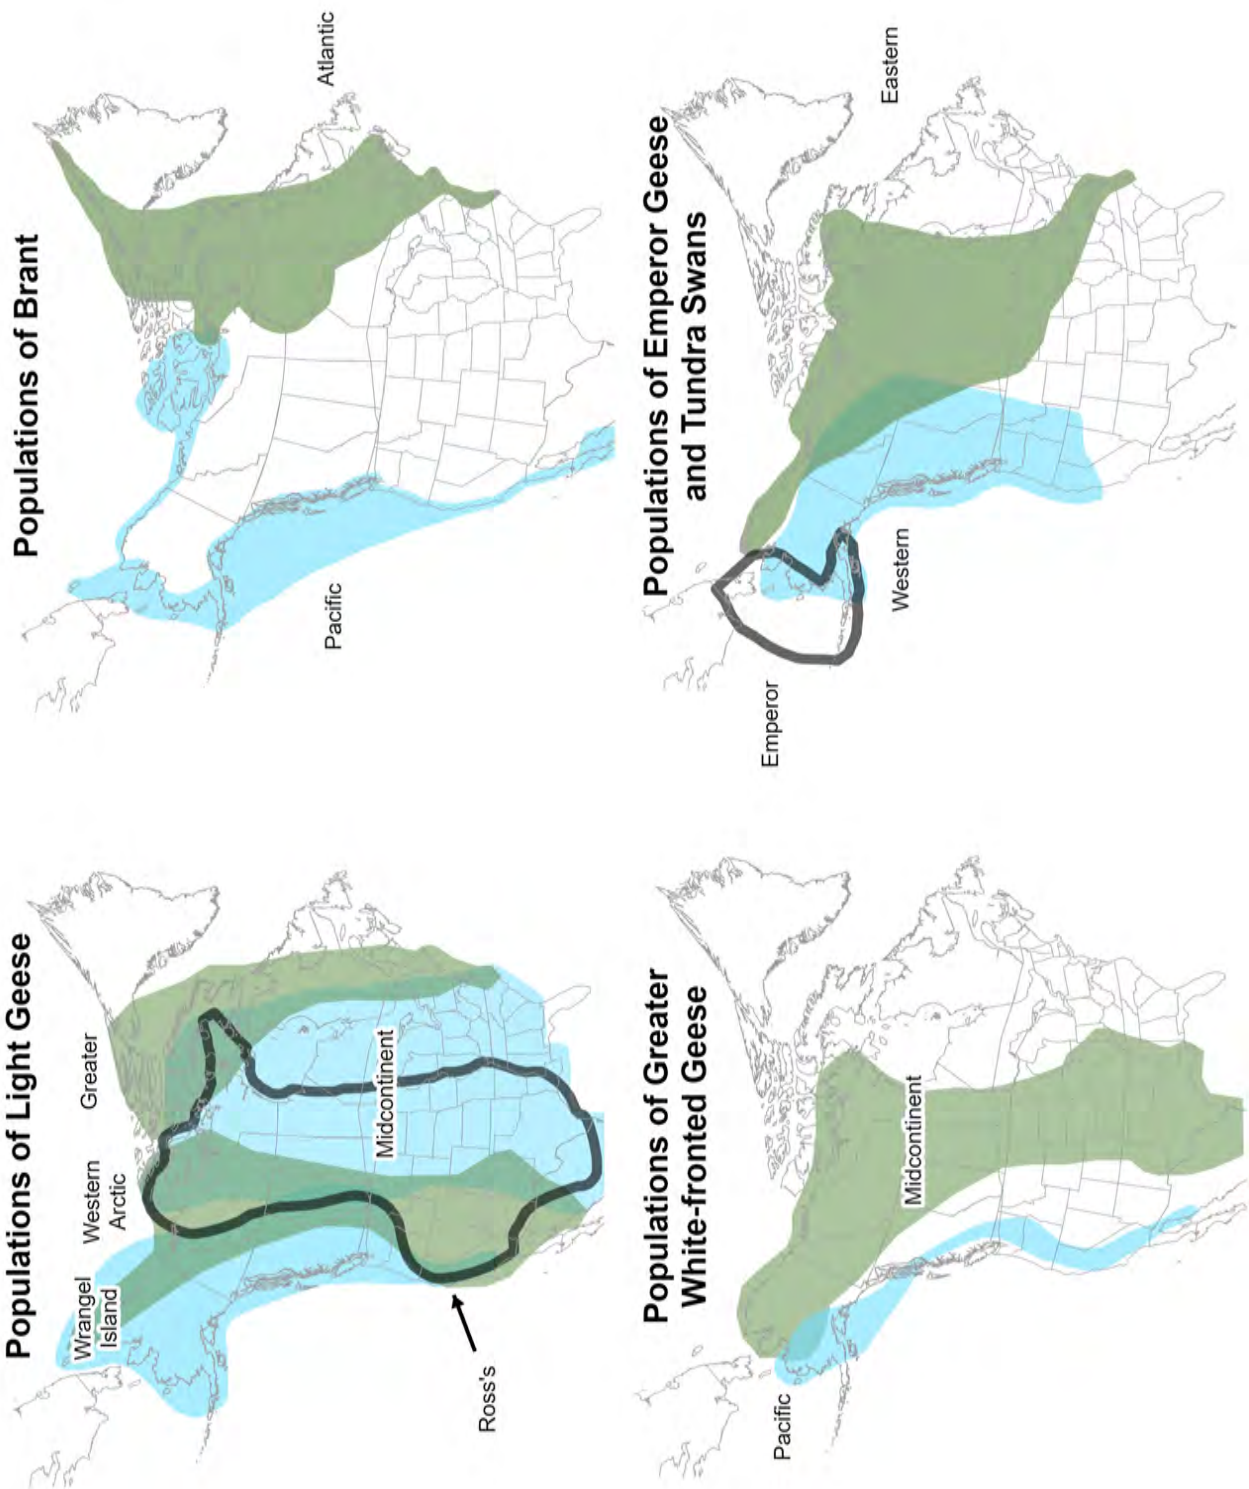 Populations of Light Geese
Wrangel
Island
Western
Arctic
Greater
Midcontinent
Ross's
Populations of Brant
Pacific
Atlantic
Populations of Greater
White-fronted Geese
Pacific
Midcontinent
Populations of Emperor Geese
and Tundra Swans
Emperor
Western
Eastern